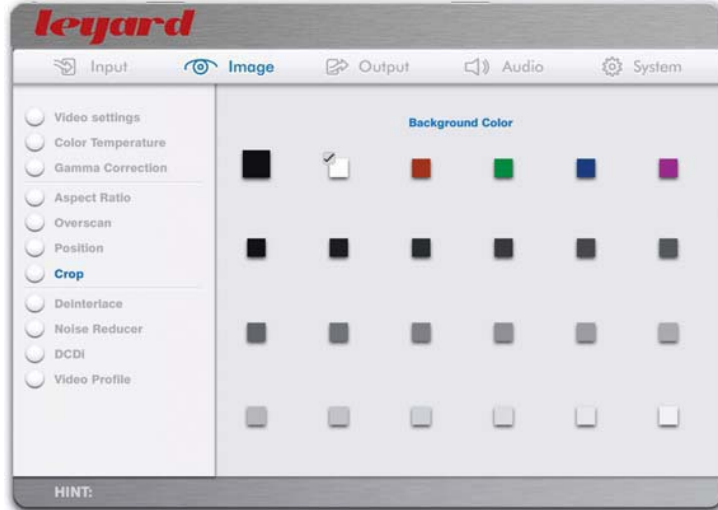 leyard
Input Image Output Audio System
Video settings
Color Temperature
Gamma Correction
Aspect Ratio
Overscan
Position
Crop
Deinterlace
Noise Reducer
DCDi
Video Profile
Background Color
HINT: